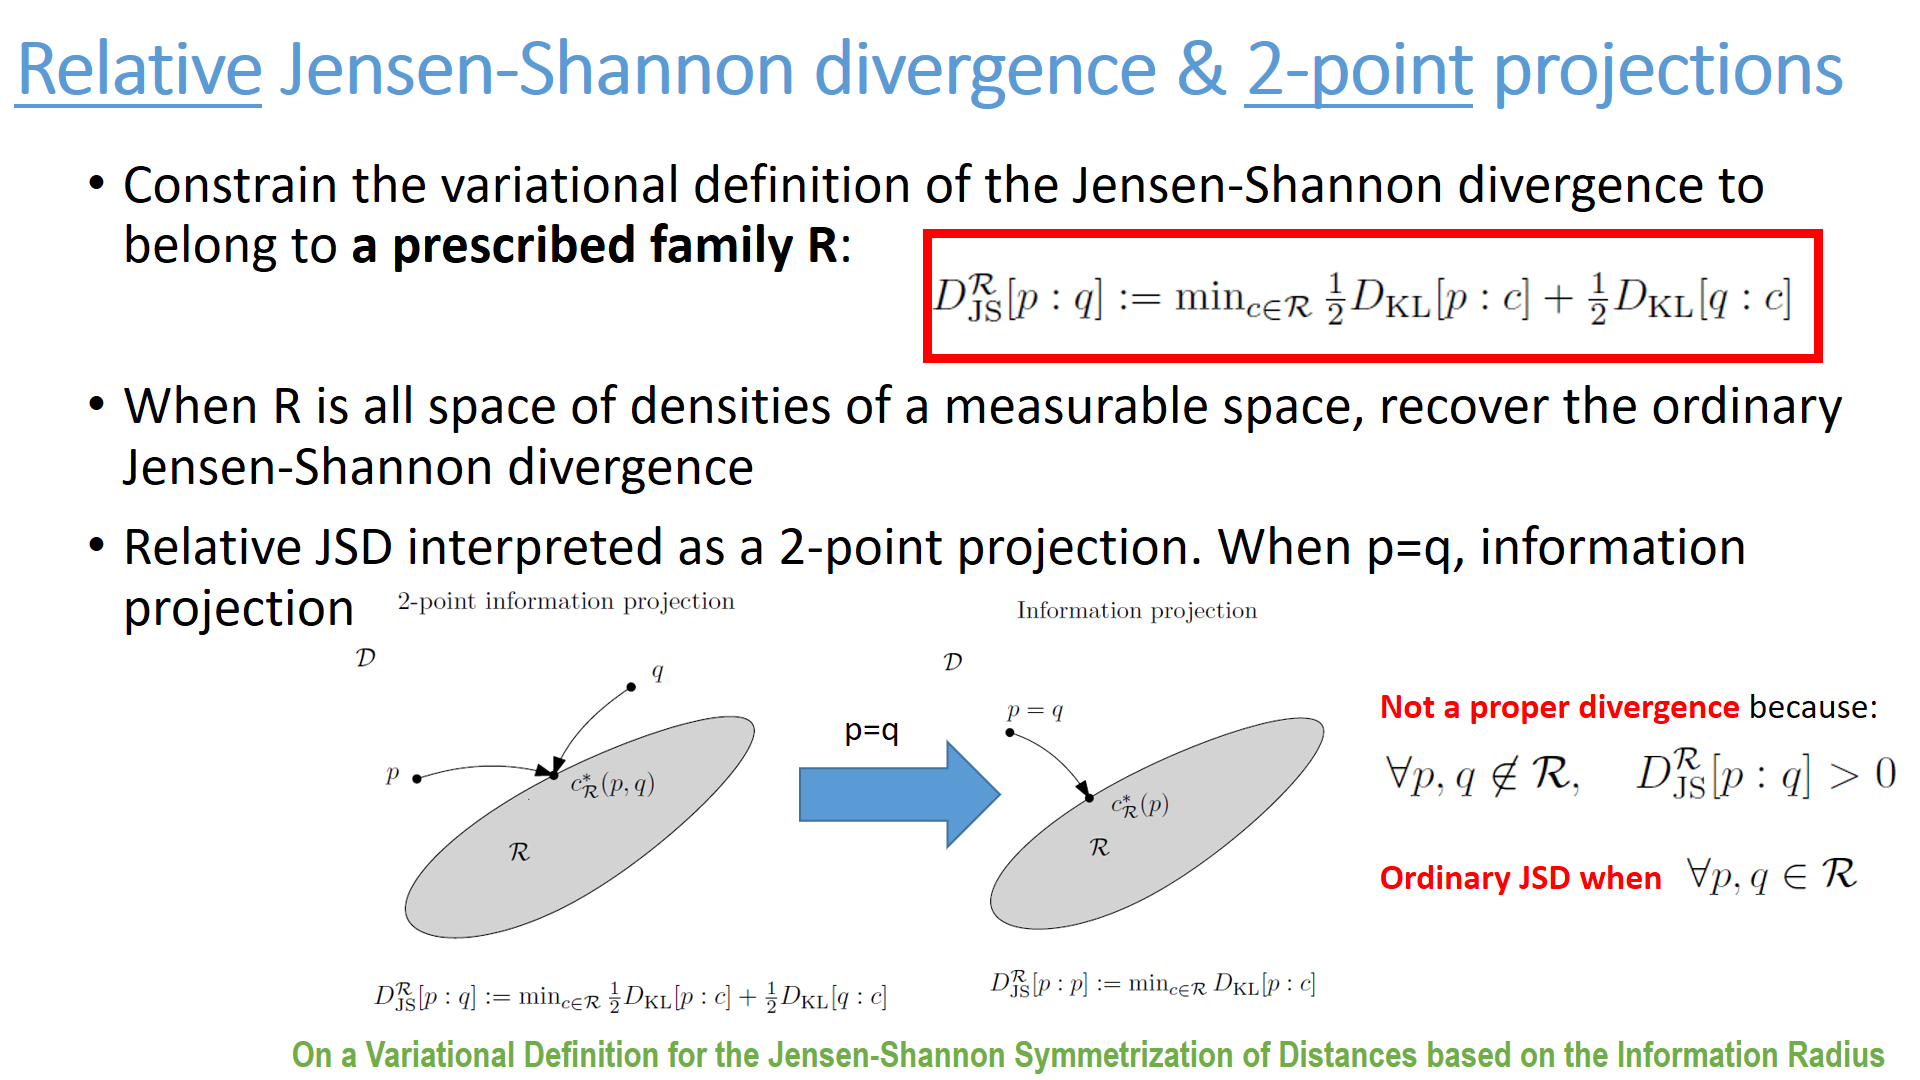 Relative Jensen-Shannon divergence & 2-point projections
• Constrain the variational definition of the Jensen-Shannon divergence to
belong to a prescribed family R:
$D_{\mathrm{JS}}^{\mathcal{R}}[p:q] := \min_{c\in\mathcal{R}} \frac{1}{2}D_{\mathrm{KL}}[p:c] + \frac{1}{2}D_{\mathrm{KL}}[q:c]$
• When R is all space of densities of a measurable space, recover the ordinary
Jensen-Shannon divergence
• Relative JSD interpreted as a 2-point projection. When p=q, information
projection
2-point information projection
$\mathcal{D}$
q
p
$c^*_{\mathcal{R}}(p,q)$
$\mathcal{R}$
$D_{\mathrm{JS}}^{\mathcal{R}}[p:q] := \min_{c\in\mathcal{R}} \frac{1}{2}D_{\mathrm{KL}}[p:c] + \frac{1}{2}D_{\mathrm{KL}}[q:c]$
p=q
Information projection
$\mathcal{D}$
p = q
$c^*_{\mathcal{R}}(p)$
$\mathcal{R}$
$D_{\mathrm{JS}}^{\mathcal{R}}[p:p] := \min_{c\in\mathcal{R}} D_{\mathrm{KL}}[p:c]$
Not a proper divergence because:
$\forall p,q \notin \mathcal{R}, \quad D_{\mathrm{JS}}^{\mathcal{R}}[p:q] > 0$
Ordinary JSD when $\forall p,q \in \mathcal{R}$
On a Variational Definition for the Jensen-Shannon Symmetrization of Distances based on the Information Radius